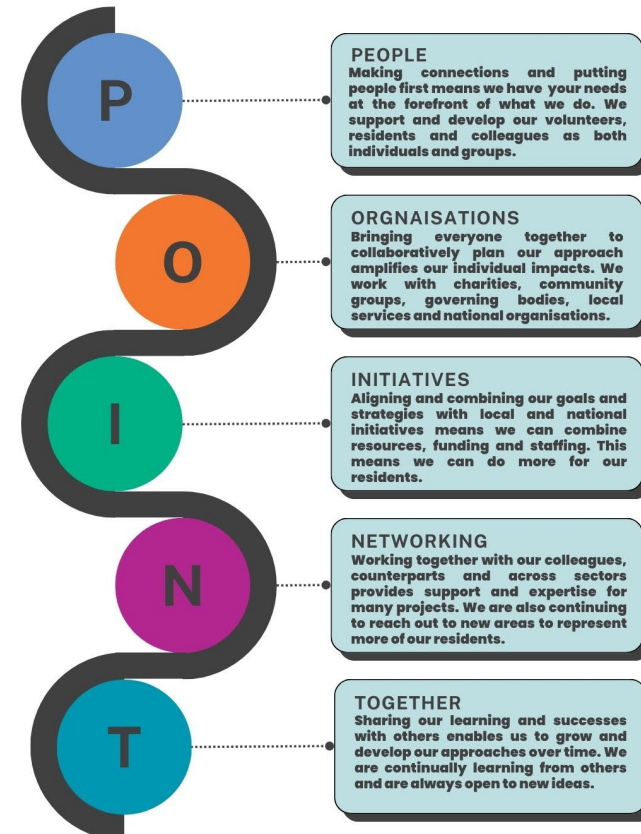 P
PEOPLE
Making connections and putting
people first means we have your needs
at the forefront of what we do. We
support and develop our volunteers,
residents and colleagues as both
individuals and groups.
O
ORGNAISATIONS
Bringing everyone together to
collaboratively plan our approach
amplifies our individual impacts. We
work with charities, community
groups, governing bodies, local
services and national organisations.
I
INITIATIVES
Aligning and combining our goals and
strategies with local and national
initiatives means we can combine
resources, funding and staffing. This
means we can do more for our
residents.
N
NETWORKING
Working together with our colleagues,
counterparts and across sectors
provides support and expertise for
many projects. We are also continuing
to reach out to new areas to represent
more of our residents.
T
TOGETHER
Sharing our learning and successes
with others enables us to grow and
develop our approaches over time. We
are continually learning from others
and are always open to new ideas.